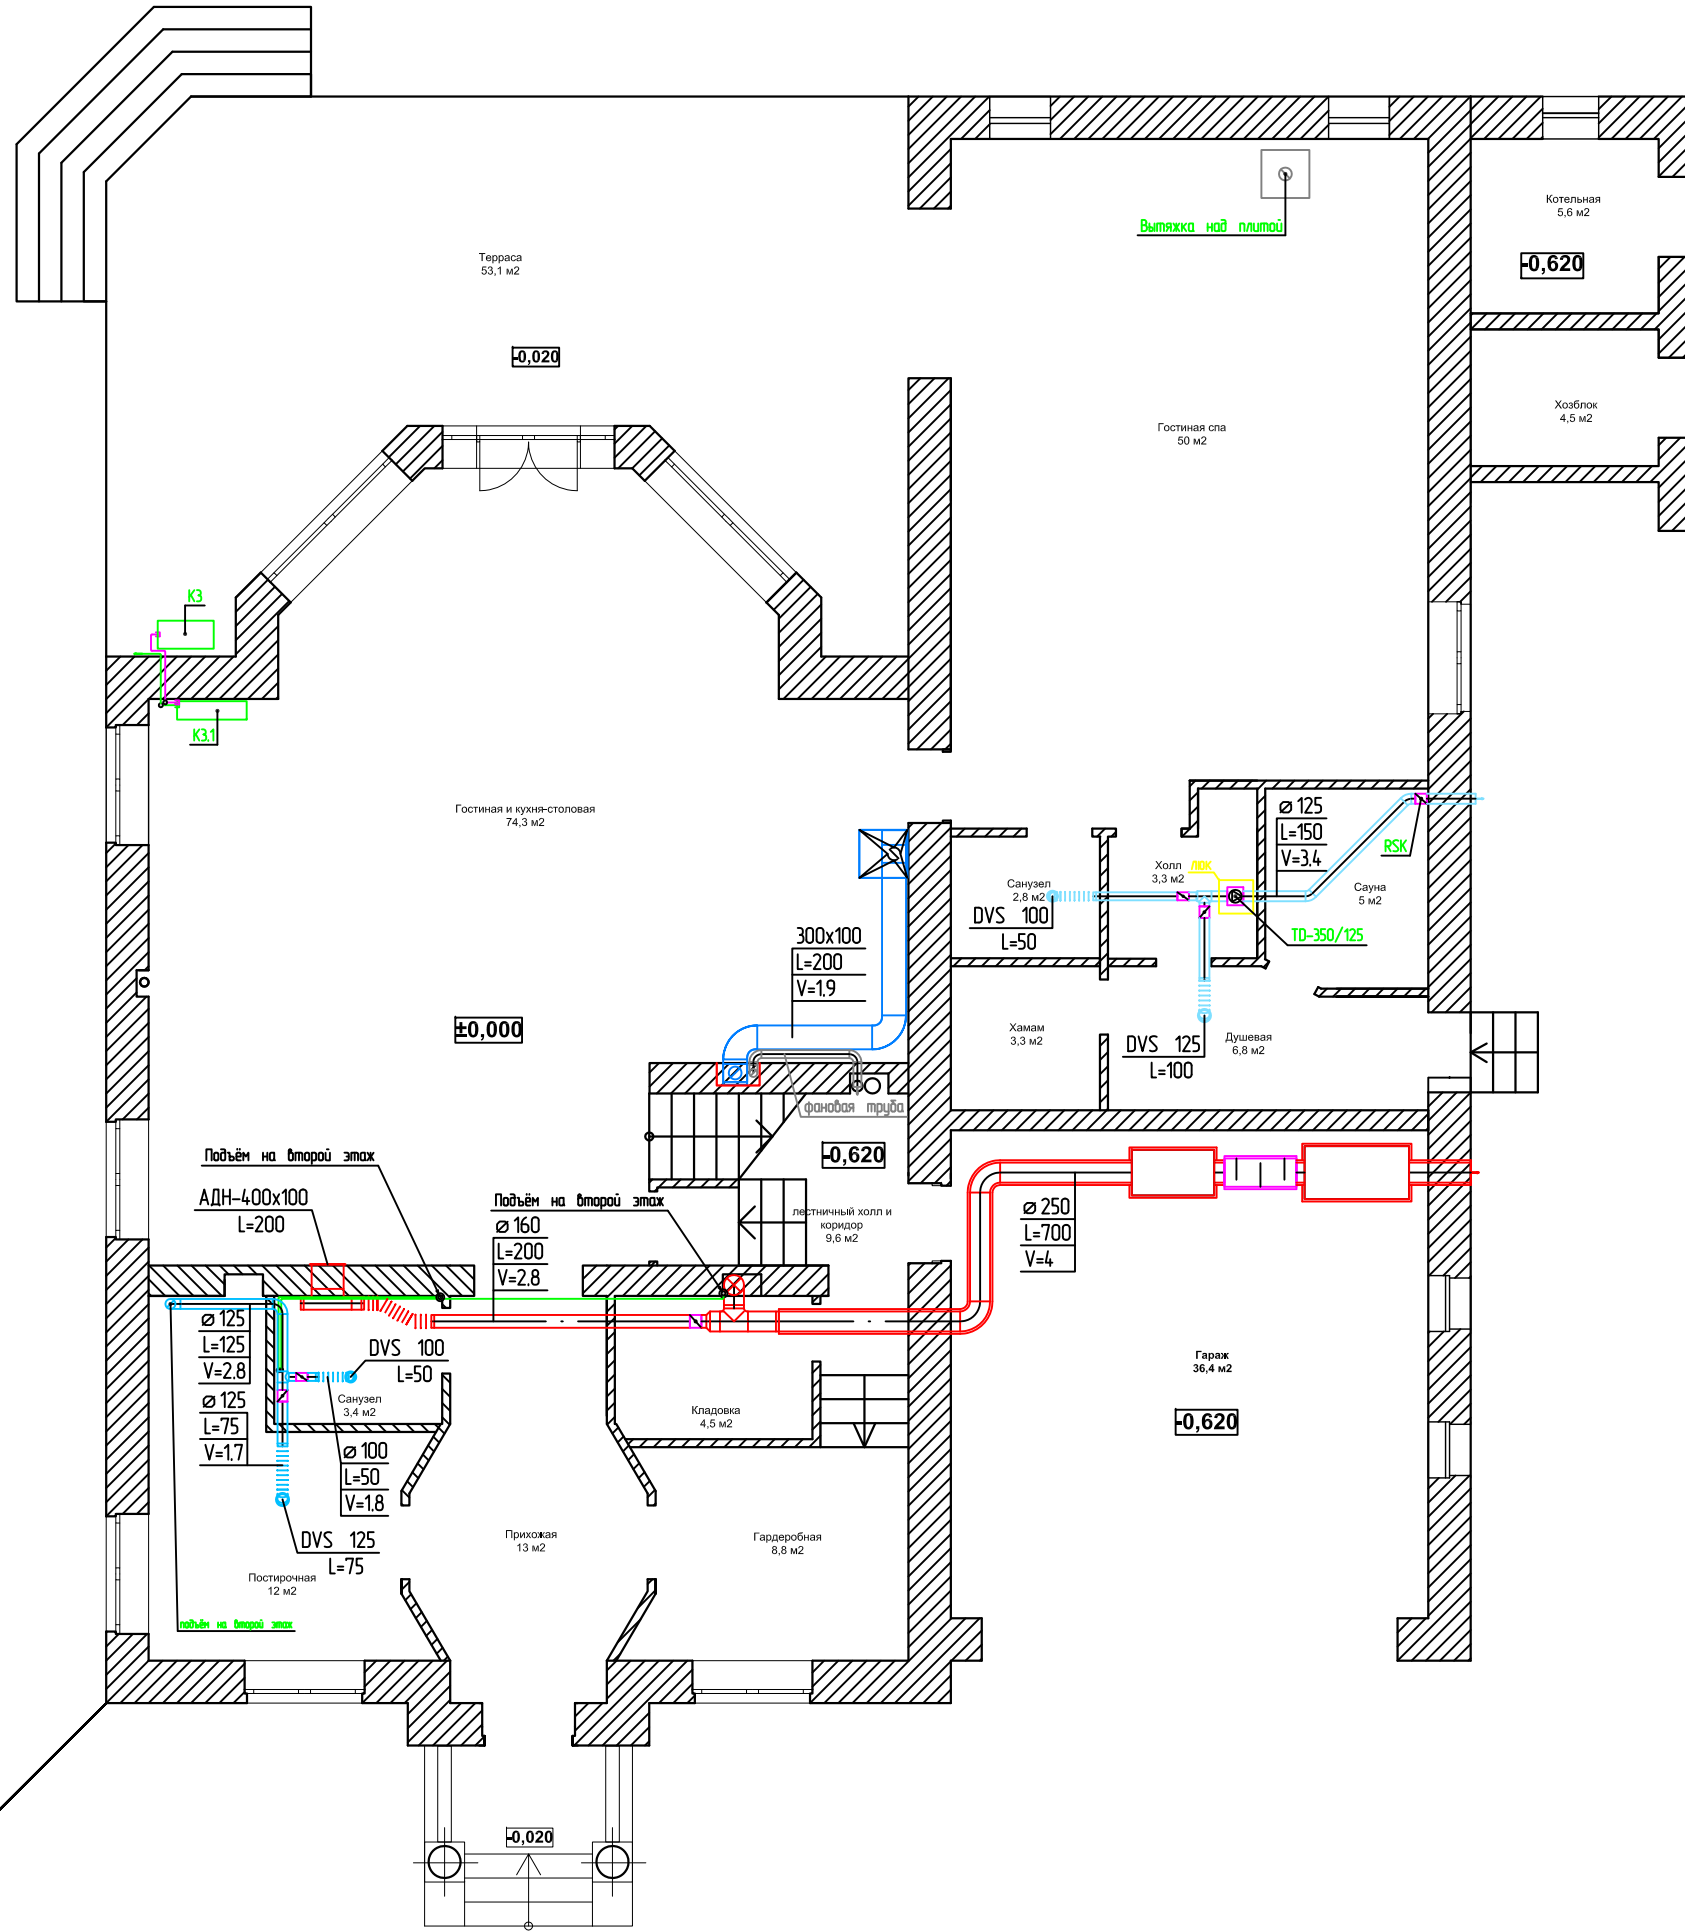 Котельная
5,6 м2
-0,620
Вытяжка над плитой
Терраса
53,1 м2
-0,020
Хозблок
4,5 м2
Гостиная спа
50 м2
К3
К3.1
Гостиная и кухня-столовая
74,3 м2
⌀125
L=150
V=3.4
RSK
Холл
3,3 м2
люк
Санузел
2,8 м2
Сауна
5 м2
DVS 100
L=50
TD-350/125
300x100
L=200
V=1.9
±0,000
Хамам
3,3 м2
DVS 125
L=100
Душевая
6,8 м2
фановая труба
-0,620
Подъём на второй этаж
АДН-400х100
L=200
Подъём на второй этаж
⌀160
L=200
V=2.8
лестничный холл и
коридор
9,6 м2
⌀250
L=700
V=4
⌀125
L=125
V=2.8
DVS 100
L=50
⌀125
L=75
V=1.7
Санузел
3,4 м2
⌀100
L=50
V=1.8
Кладовка
4,5 м2
Гараж
36,4 м2
-0,620
DVS 125
L=75
Прихожая
13 м2
Гардеробная
8,8 м2
Постирочная
12 м2
подъём на второй этаж
-0,020